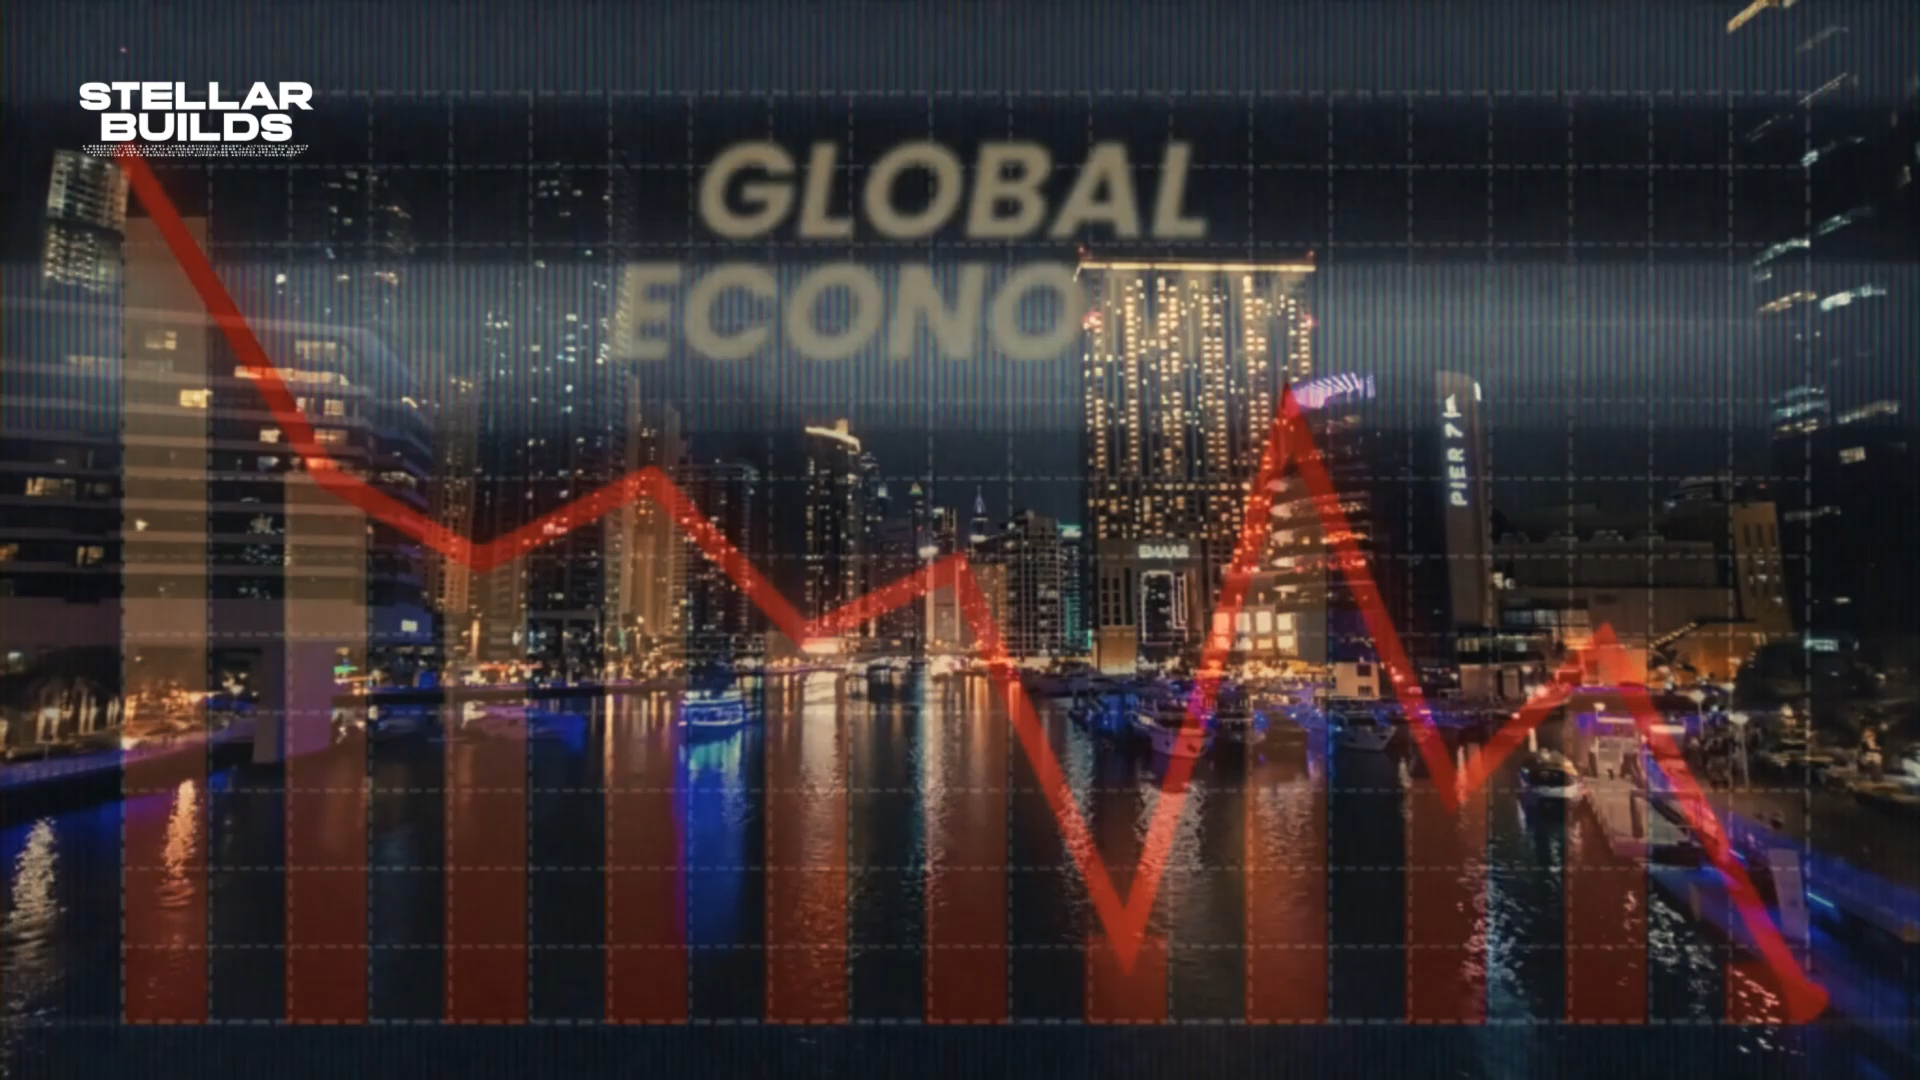 STELLAR
BUILDS
GLOBAL
ECONO
EMAAR
PIER 7